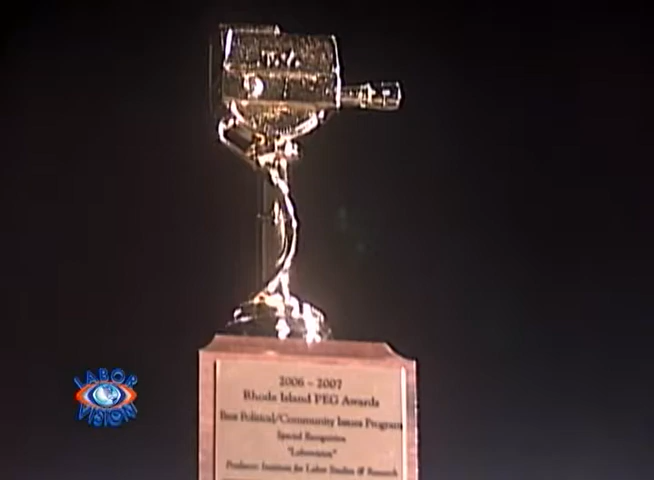 2006 - 2007
Rhode Island PEG Awards
Best Political/Community Issues Program
Special Recognition
"Laborvision"
Producer: Institute for Labor Studies & Research
LABOR
VISION